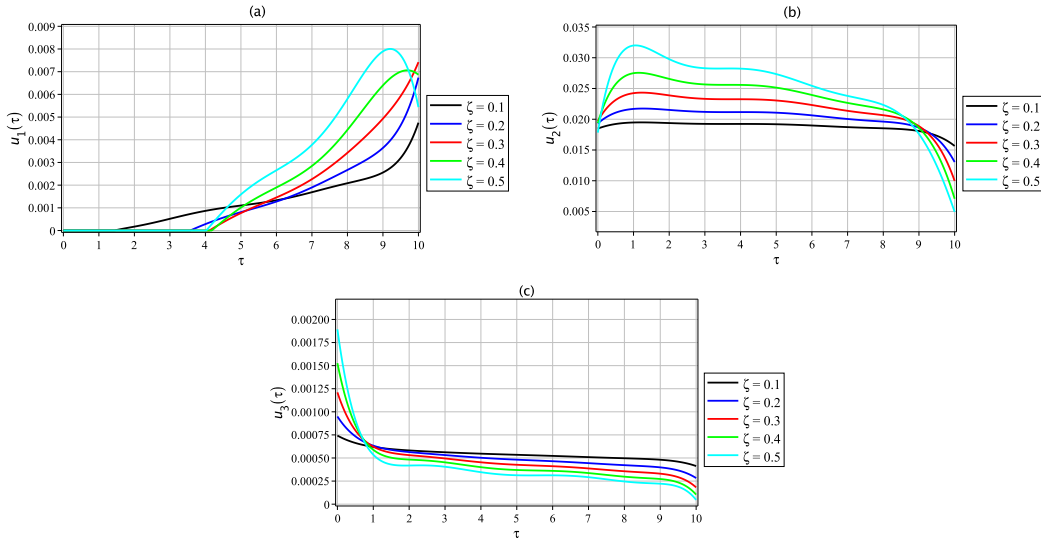 (a)
0.009
0.008
0.007
0.006
0.005
0.004
0.003
0.002
0.001
0
u₁(τ)
0 1 2 3 4 5 6 7 8 9 10
τ
ζ = 0.1
ζ = 0.2
ζ = 0.3
ζ = 0.4
ζ = 0.5
(b)
0.035
0.030
0.025
0.020
0.015
0.010
0.005
u₂(τ)
0 1 2 3 4 5 6 7 8 9 10
τ
ζ = 0.1
ζ = 0.2
ζ = 0.3
ζ = 0.4
ζ = 0.5
(c)
0.00200
0.00175
0.00150
0.00125
0.00100
0.00075
0.00050
0.00025
0
u₃(τ)
0 1 2 3 4 5 6 7 8 9 10
τ
ζ = 0.1
ζ = 0.2
ζ = 0.3
ζ = 0.4
ζ = 0.5